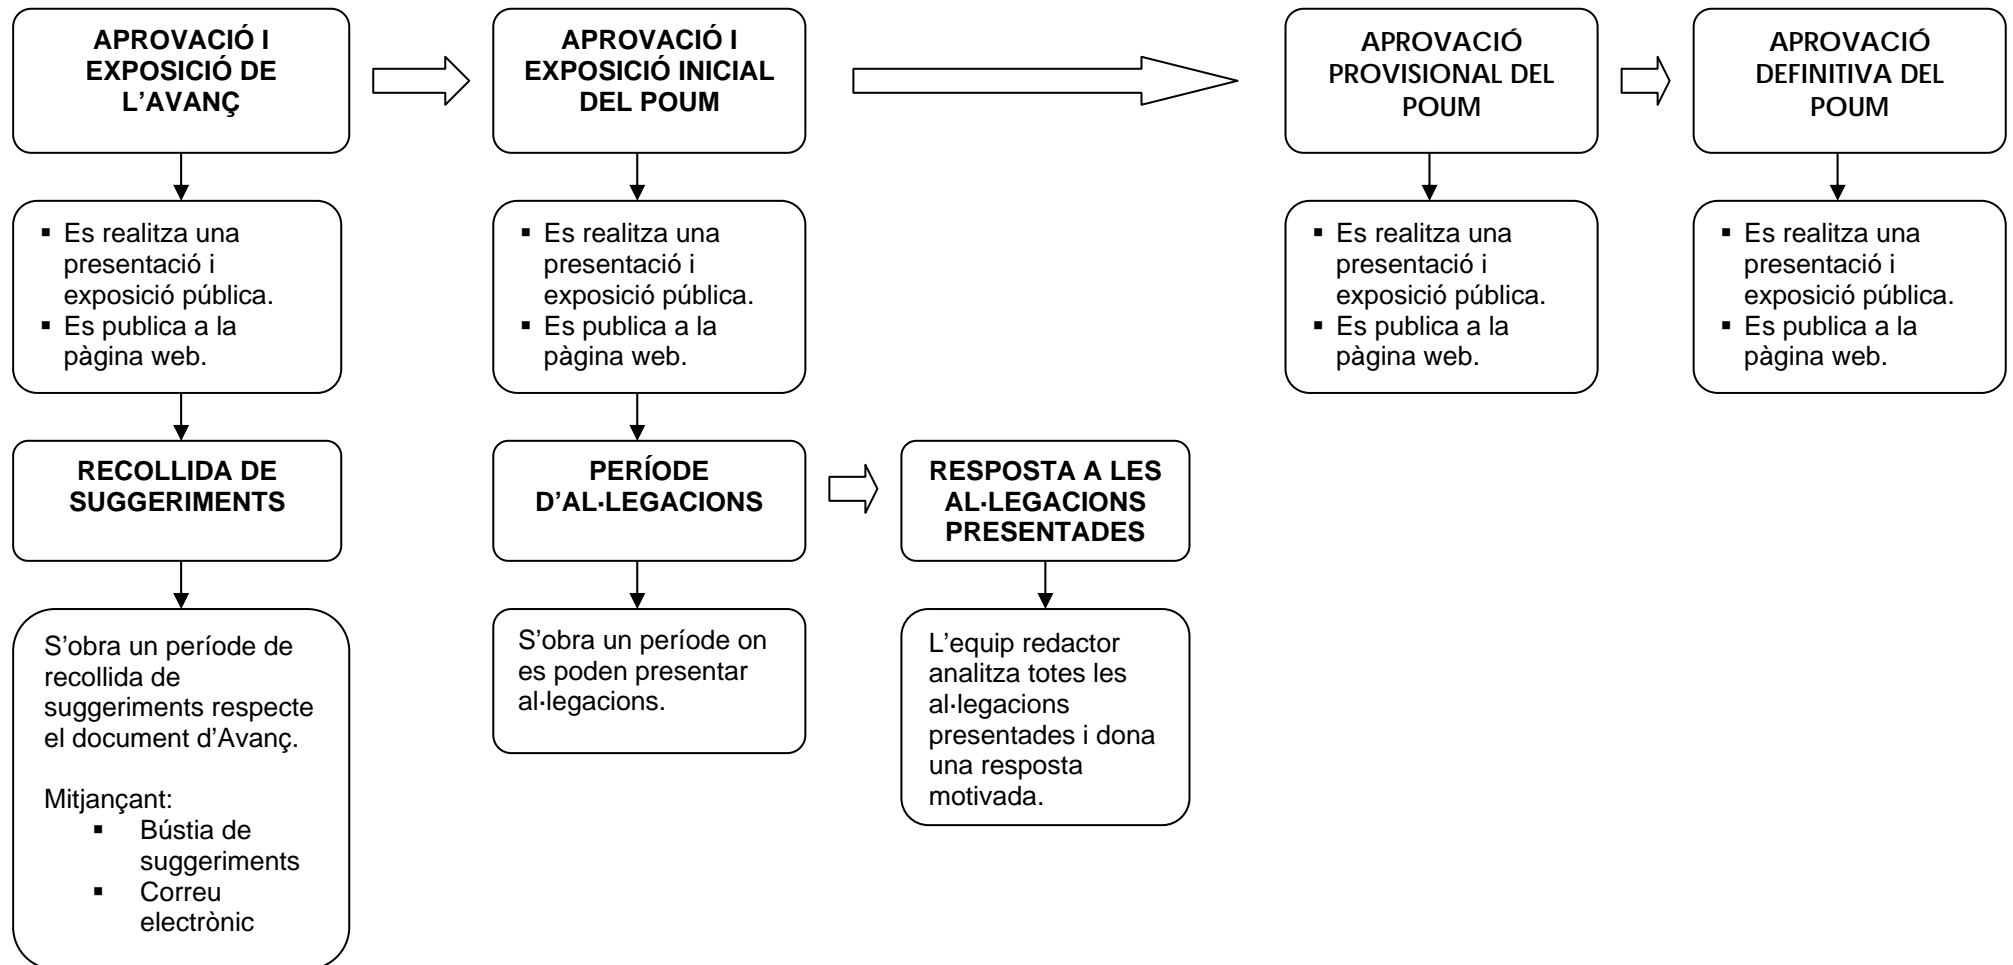 APROVACIÓ I
EXPOSICIÓ DE
L'AVANÇ
APROVACIÓ I
EXPOSICIÓ INICIAL
DEL POUM
APROVACIÓ
PROVISIONAL DEL
POUM
APROVACIÓ
DEFINITIVA DEL
POUM
▪ Es realitza una
presentació i
exposició pública.
▪ Es publica a la
pàgina web.
▪ Es realitza una
presentació i
exposició pública.
▪ Es publica a la
pàgina web.
▪ Es realitza una
presentació i
exposició pública.
▪ Es publica a la
pàgina web.
▪ Es realitza una
presentació i
exposició pública.
▪ Es publica a la
pàgina web.
RECOLLIDA DE
SUGGERIMENTS
PERÍODE
D'AL·LEGACIONS
RESPOSTA A LES
AL·LEGACIONS
PRESENTADES
S'obra un període de
recollida de
suggeriments respecte
el document d'Avanç.
Mitjançant:
▪ Bústia de
suggeriments
▪ Correu
electrònic
S'obra un període on
es poden presentar
al·legacions.
L'equip redactor
analitza totes les
al·legacions
presentades i dona
una resposta
motivada.